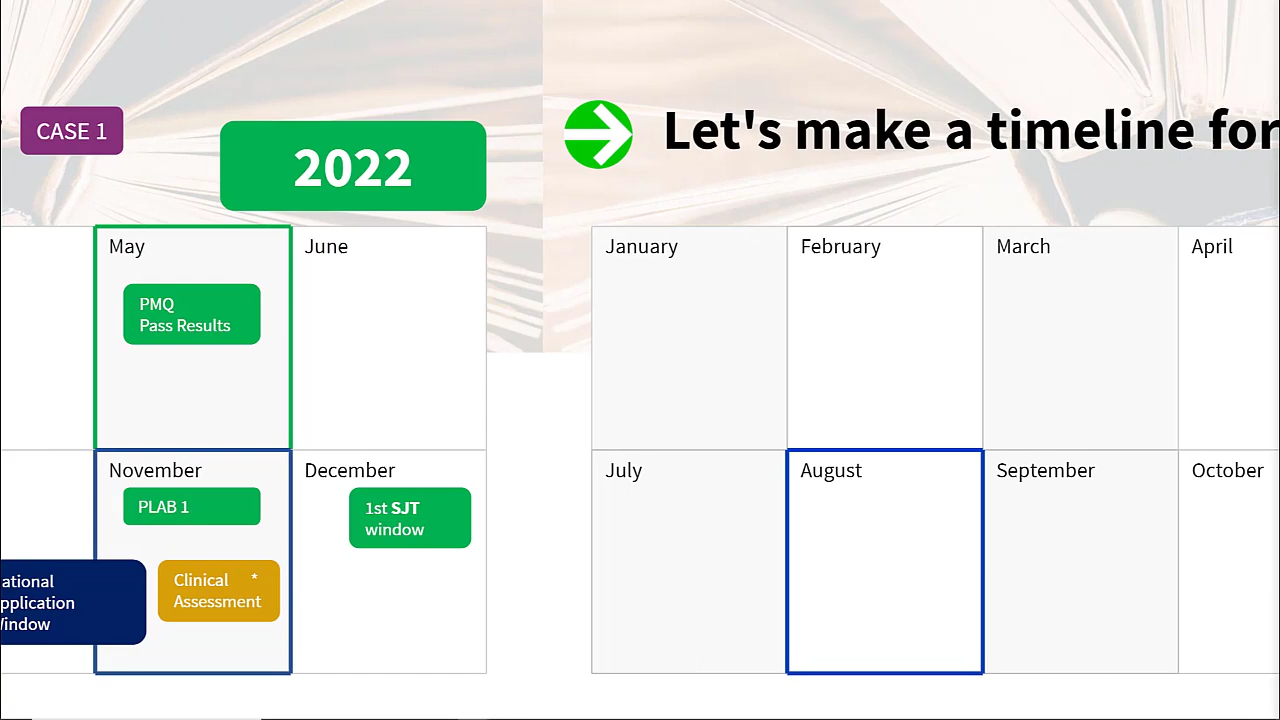 CASE 1
2022
May
June
PMQ
Pass Results
November
December
PLAB 1
1st SJT
window
ational
pplication
indow
Clinical *
Assessment
Let's make a timeline for
January
February
March
April
July
August
September
October